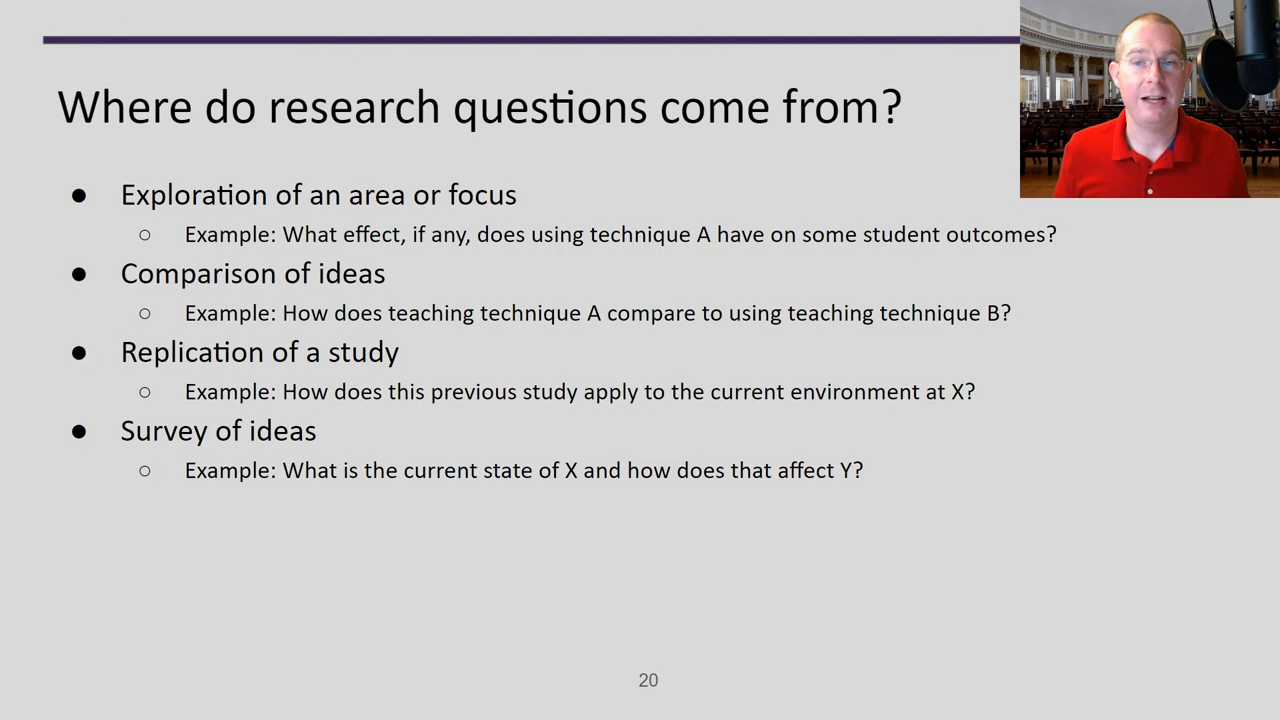 Where do research questions come from?
● Exploration of an area or focus
○ Example: What effect, if any, does using technique A have on some student outcomes?
● Comparison of ideas
○ Example: How does teaching technique A compare to using teaching technique B?
● Replication of a study
○ Example: How does this previous study apply to the current environment at X?
● Survey of ideas
○ Example: What is the current state of X and how does that affect Y?
20